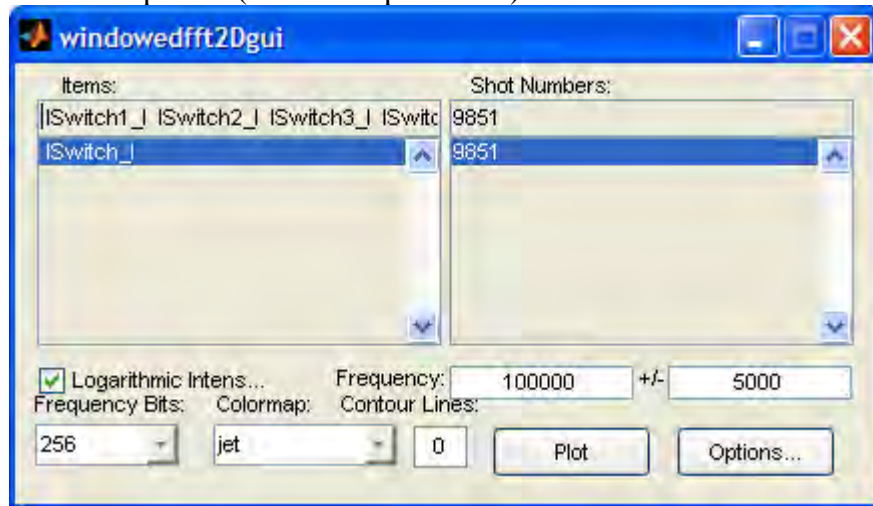 windowedfft2Dgui
Items: Shot Numbers:
ISwitch1_I ISwitch2_I ISwitch3_I ISwitc 9851
ISwitch_I 9851
Logarithmic Intens... Frequency: 100000 +/- 5000
Frequency Bits: Colormap: Contour Lines:
256 jet 0 Plot Options...